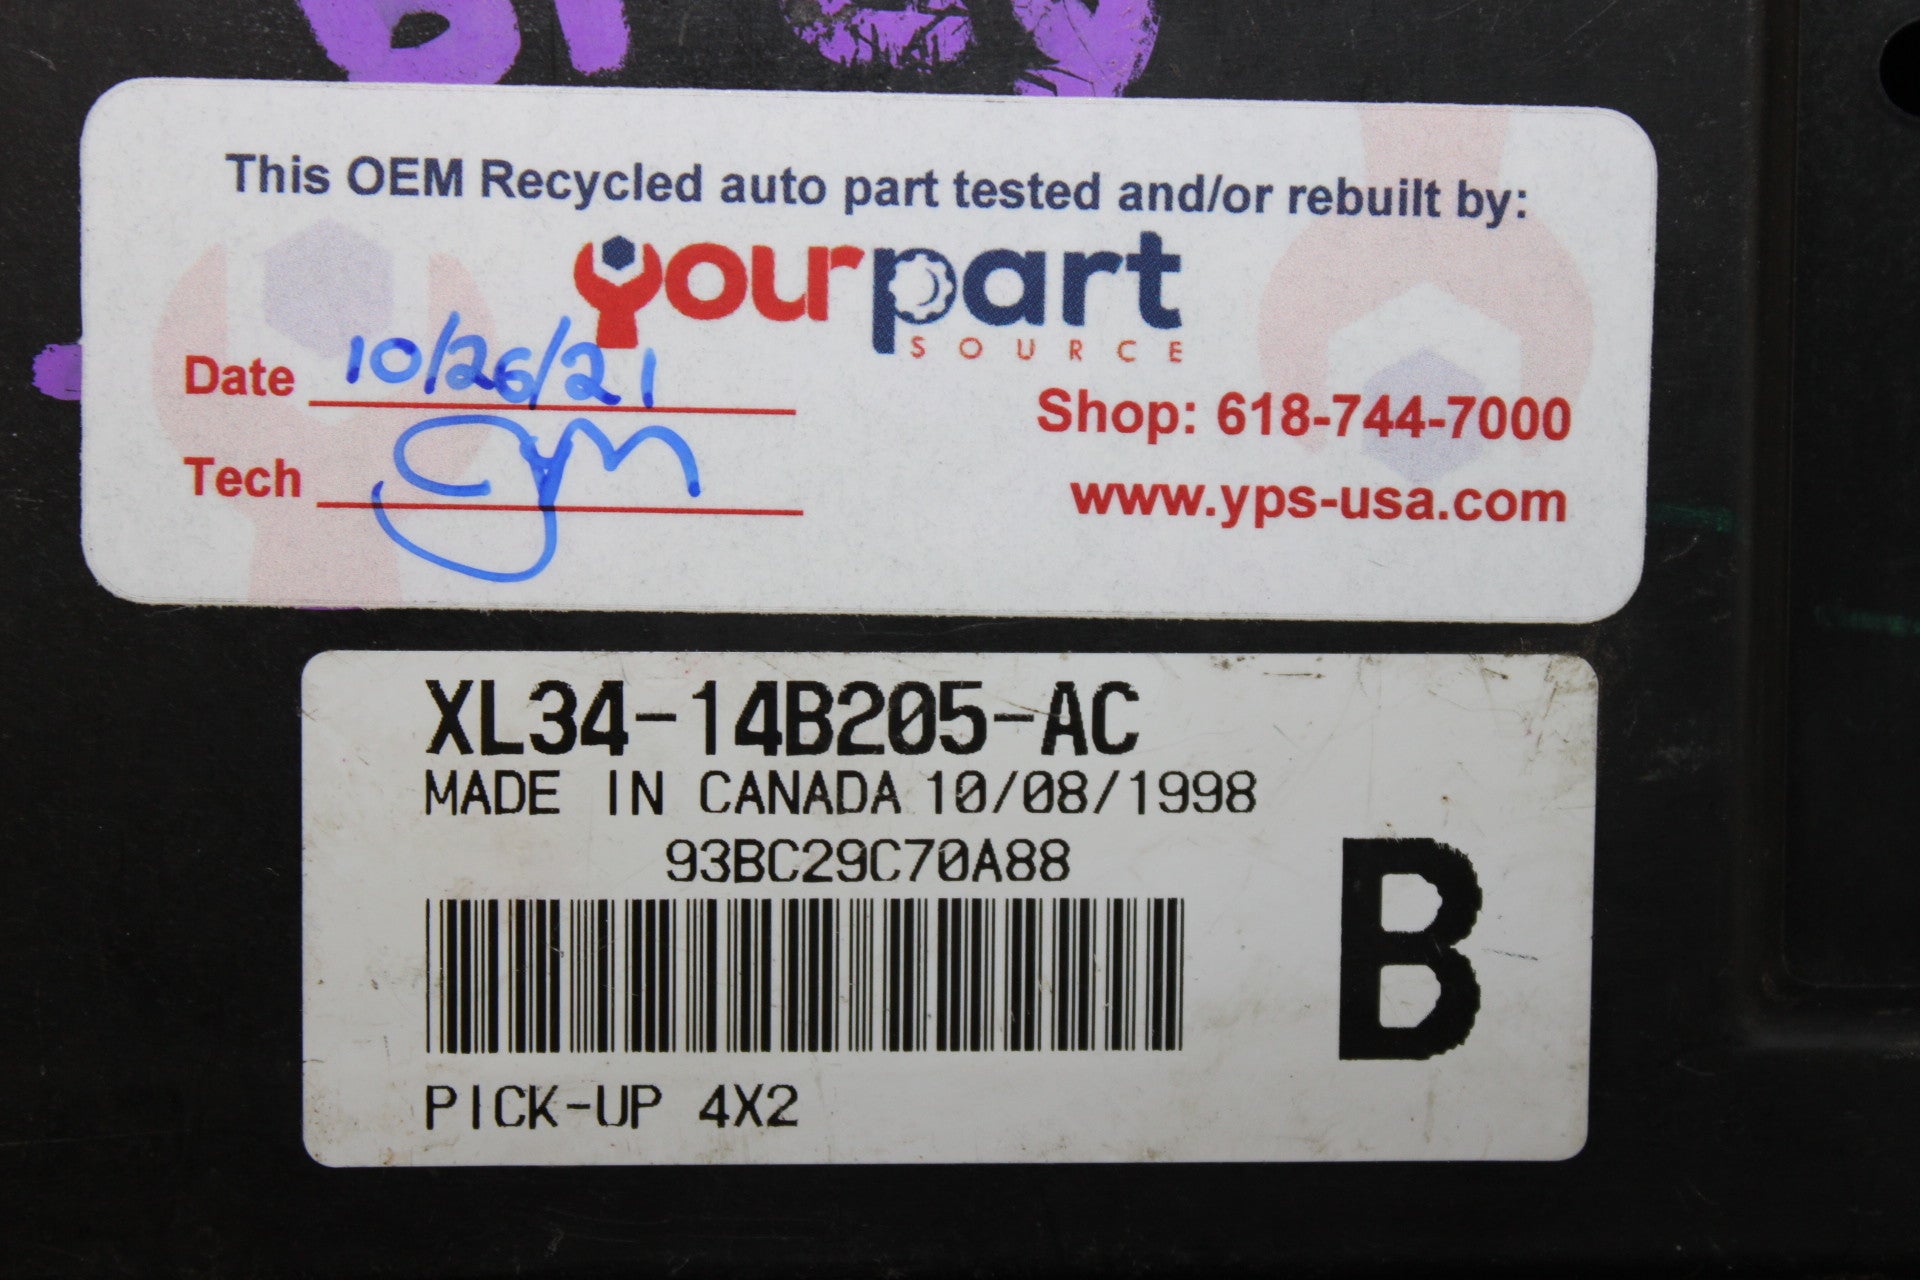 This OEM Recycled auto part tested and/or rebuilt by:
yourpart
SOURCE
Date 10/26/21
Tech
Shop: 618-744-7000
www.yps-usa.com
XL34-14B205-AC
MADE IN CANADA 10/08/1998
93BC29C70A88
B
PICK-UP 4X2